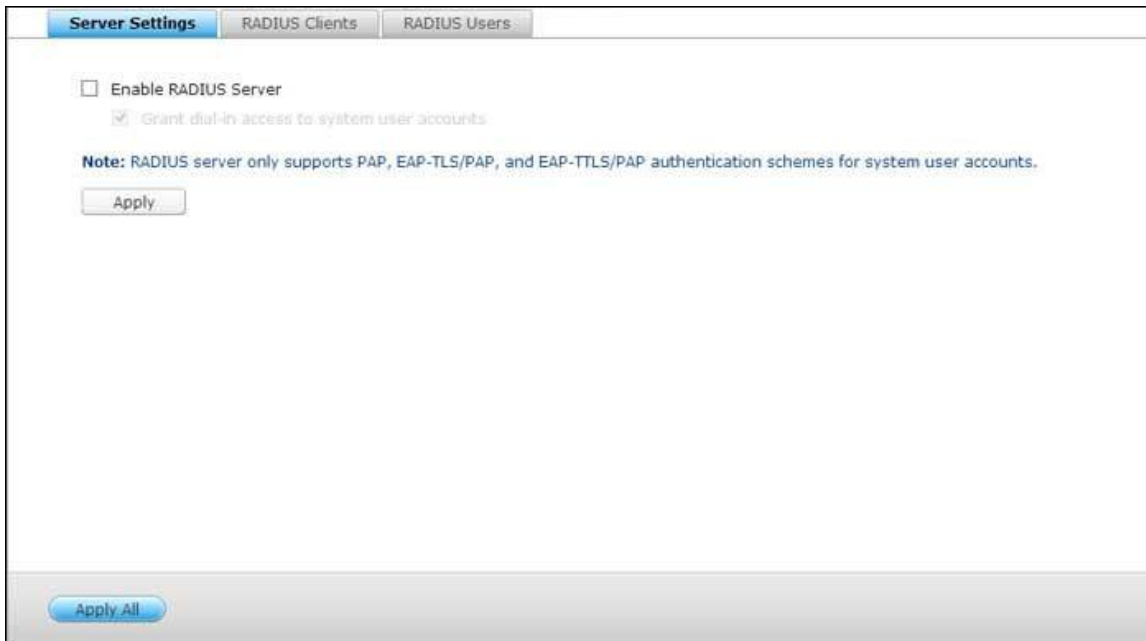 Server Settings RADIUS Clients RADIUS Users
Enable RADIUS Server
Grant dial-in access to system user accounts
Note: RADIUS server only supports PAP, EAP-TLS/PAP, and EAP-TTLS/PAP authentication schemes for system user accounts.
Apply
Apply All